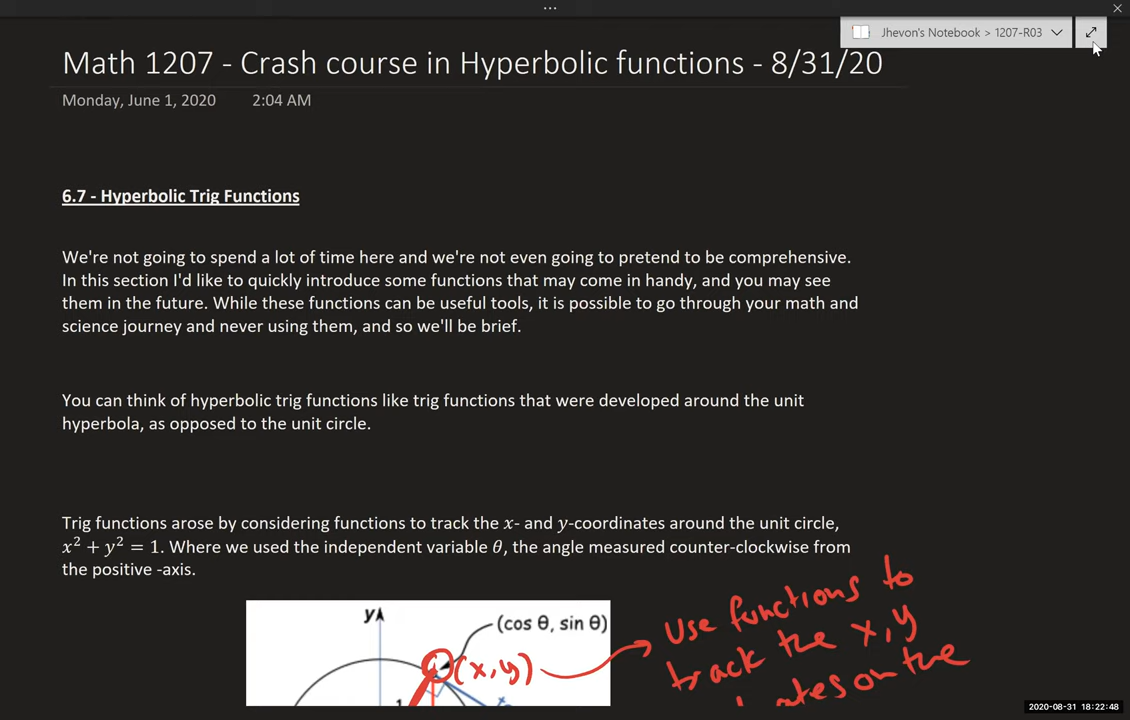 Jhevon's Notebook > 1207-R03
Math 1207 - Crash course in Hyperbolic functions - 8/31/20
Monday, June 1, 2020 2:04 AM
6.7 - Hyperbolic Trig Functions
We're not going to spend a lot of time here and we're not even going to pretend to be comprehensive.
In this section I'd like to quickly introduce some functions that may come in handy, and you may see
them in the future. While these functions can be useful tools, it is possible to go through your math and
science journey and never using them, and so we'll be brief.
You can think of hyperbolic trig functions like trig functions that were developed around the unit
hyperbola, as opposed to the unit circle.
Trig functions arose by considering functions to track the x- and y-coordinates around the unit circle,
x² + y² = 1. Where we used the independent variable θ, the angle measured counter-clockwise from
the positive -axis.
y
(cos θ, sin θ)
(x,y)
1
Use functions to
track the x,y
on the
2020-08-31 18:22:48